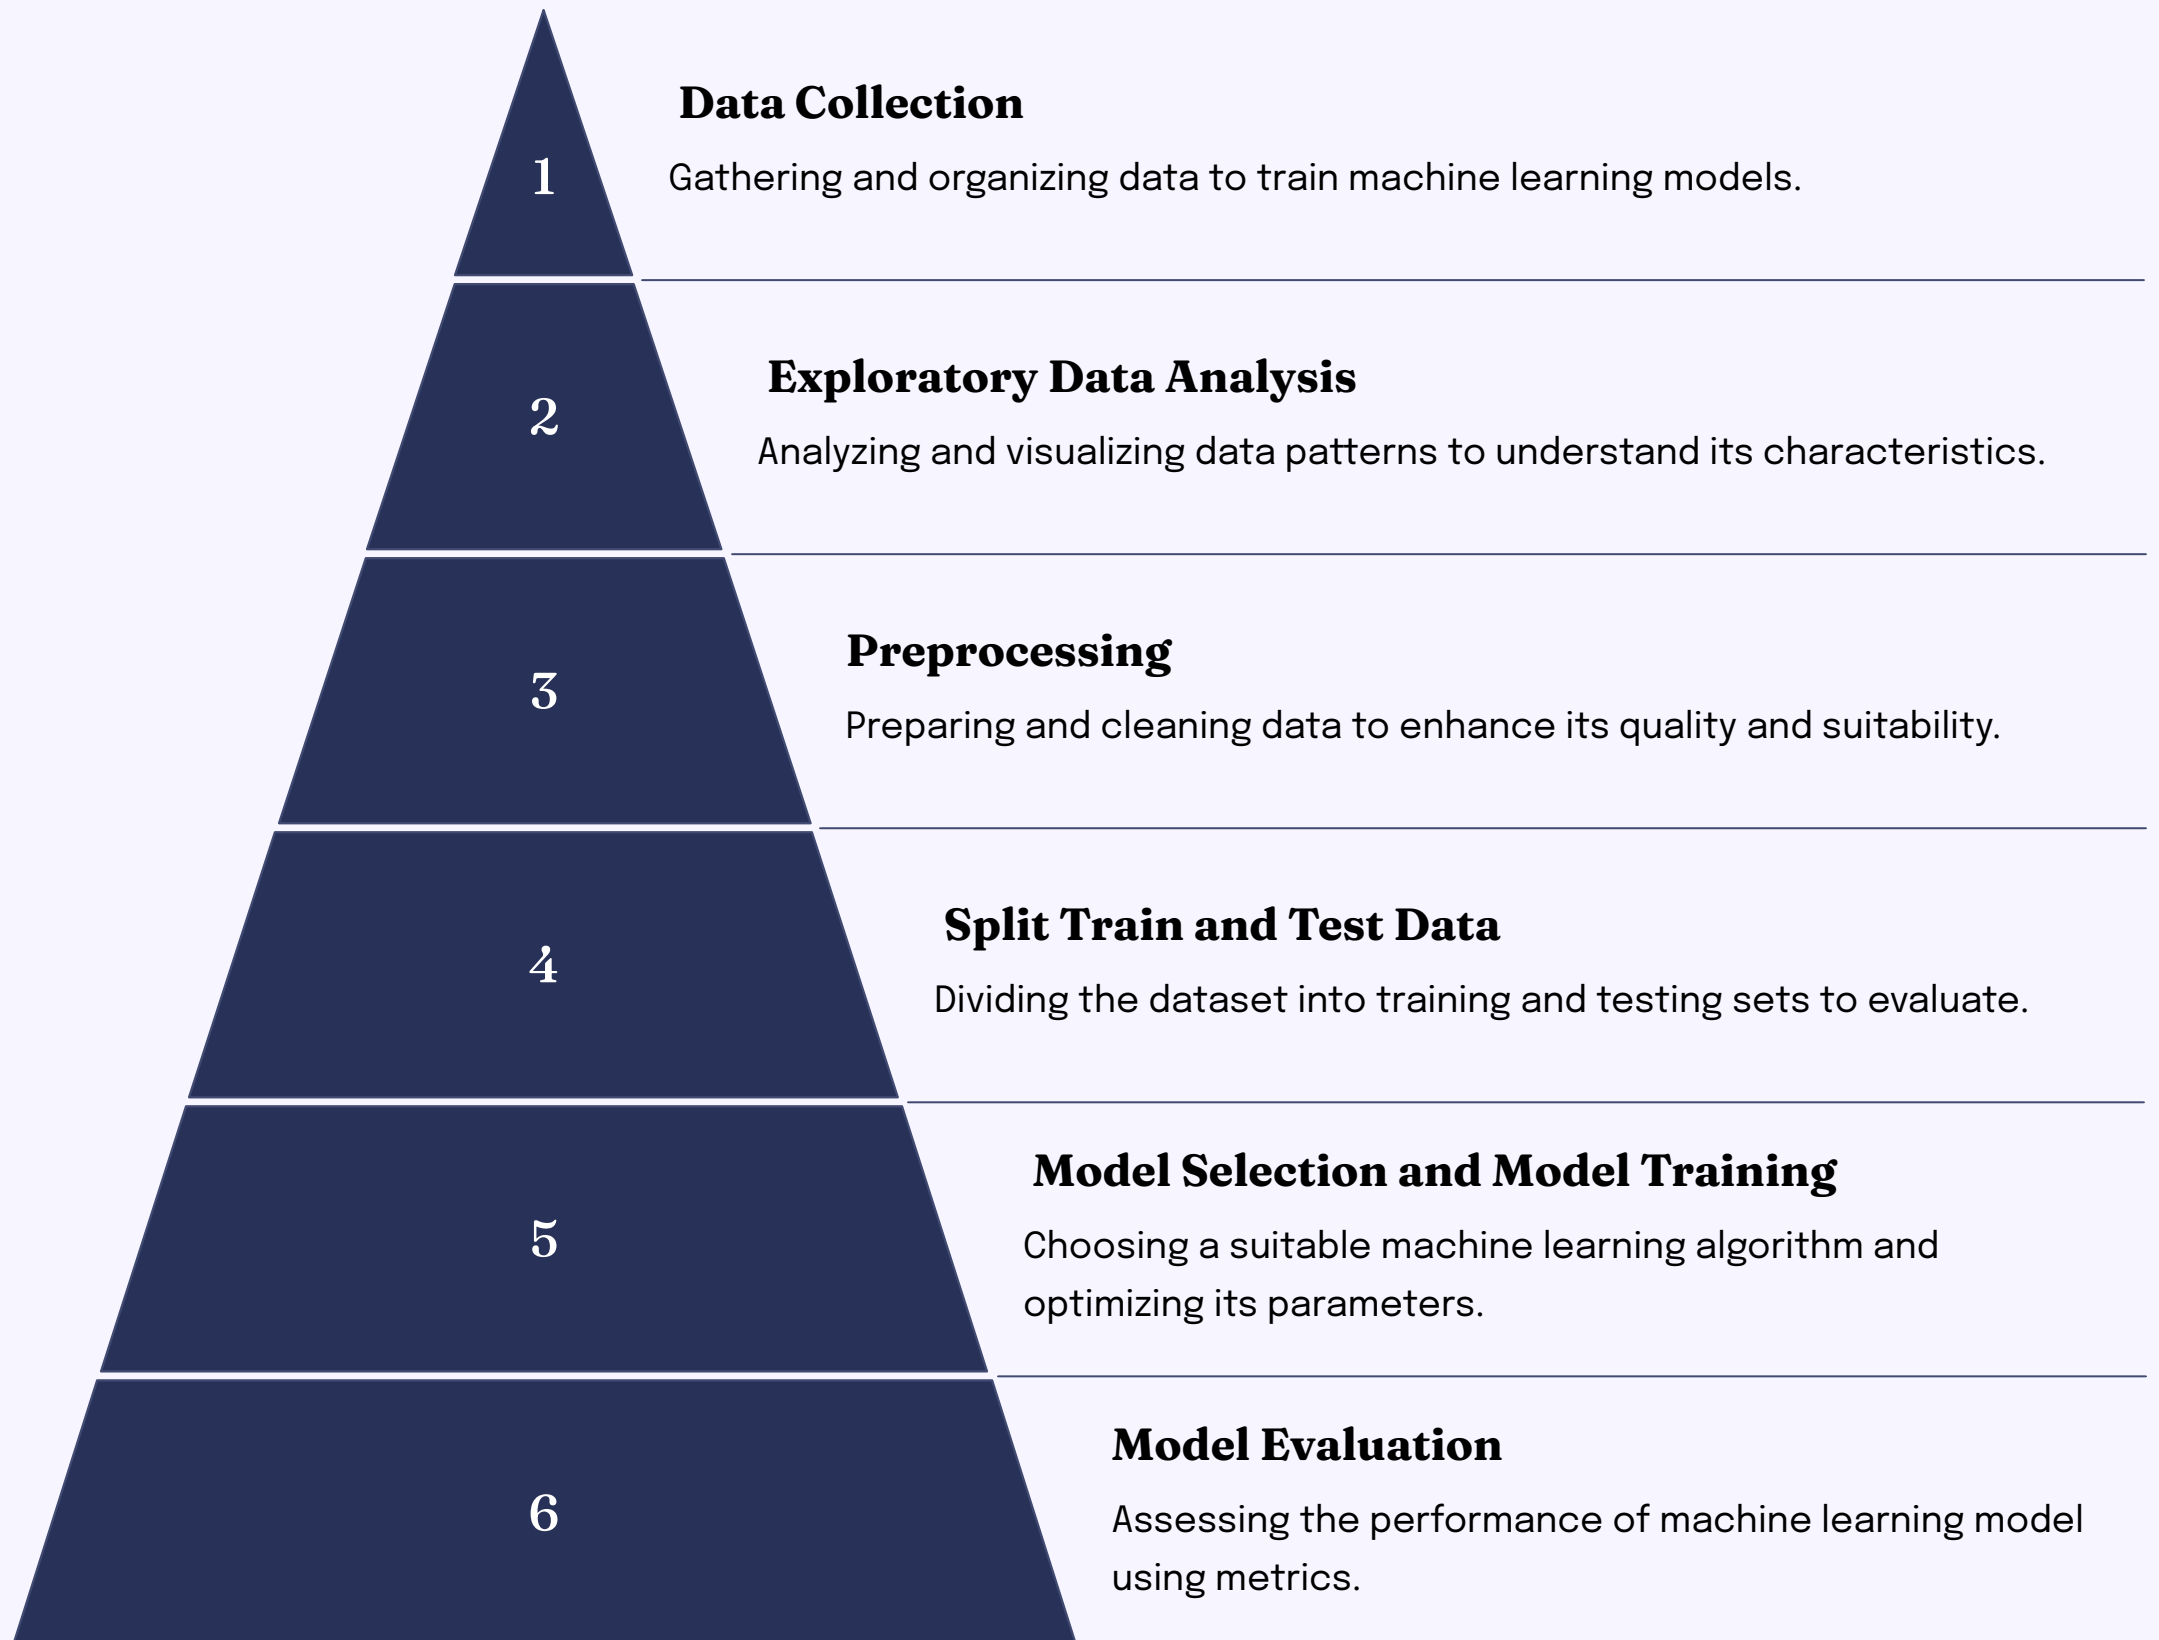 1
Data Collection
Gathering and organizing data to train machine learning models.
2
Exploratory Data Analysis
Analyzing and visualizing data patterns to understand its characteristics.
3
Preprocessing
Preparing and cleaning data to enhance its quality and suitability.
4
Split Train and Test Data
Dividing the dataset into training and testing sets to evaluate.
5
Model Selection and Model Training
Choosing a suitable machine learning algorithm and
optimizing its parameters.
6
Model Evaluation
Assessing the performance of machine learning model
using metrics.